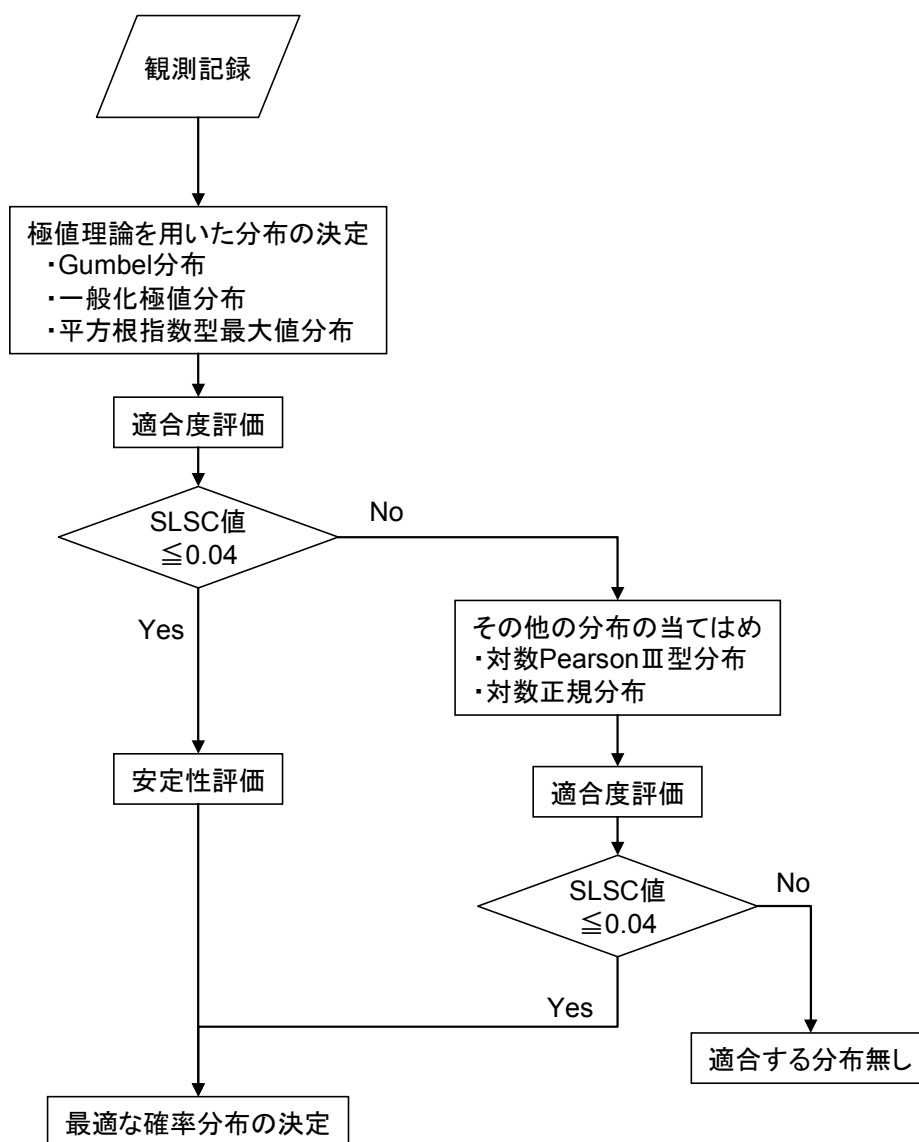 観測記録
極値理論を用いた分布の決定
・Gumbel分布
・一般化極値分布
・平方根指数型最大値分布
適合度評価
SLSC値
≦0.04
No
Yes
その他の分布の当てはめ
・対数PearsonⅢ型分布
・対数正規分布
安定性評価
適合度評価
SLSC値
≦0.04
No
Yes
適合する分布無し
最適な確率分布の決定